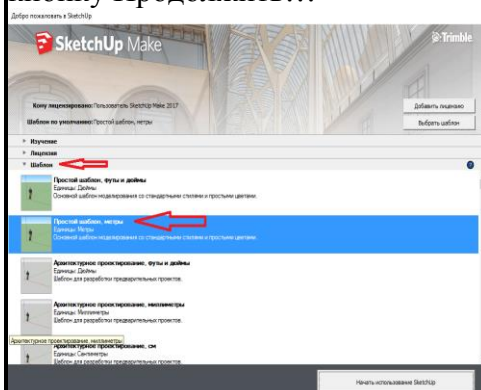 кнопку Продолжить…
Добро пожаловать в SketchUp
SketchUp Make
Trimble
Кому лицензировано: Пользователь SketchUp Make 2017
Добавить лицензию
Шаблон по умолчанию: Простой шаблон, метры
Выбрать шаблон
Изучение
Лицензия
Шаблон
Простой шаблон, футы и дюймы
Единицы: Дюймы
Основной шаблон моделирования со стандартными стилями и простыми цветами.
Простой шаблон, метры
Единицы: Метры
Основной шаблон моделирования со стандартными стилями и простыми цветами.
Архитектурное проектирование, футы и дюймы
Единицы: Дюймы
Шаблон для разработки предварительных проектов.
Архитектурное проектирование, миллиметры
Единицы: Миллиметры
Шаблон для разработки предварительных проектов.
Архитектурное проектирование, миллиметры
Архитектурное проектирование, см
Единицы: Сантиметры
Шаблон для разработки предварительных проектов.
Начать использование SketchUp